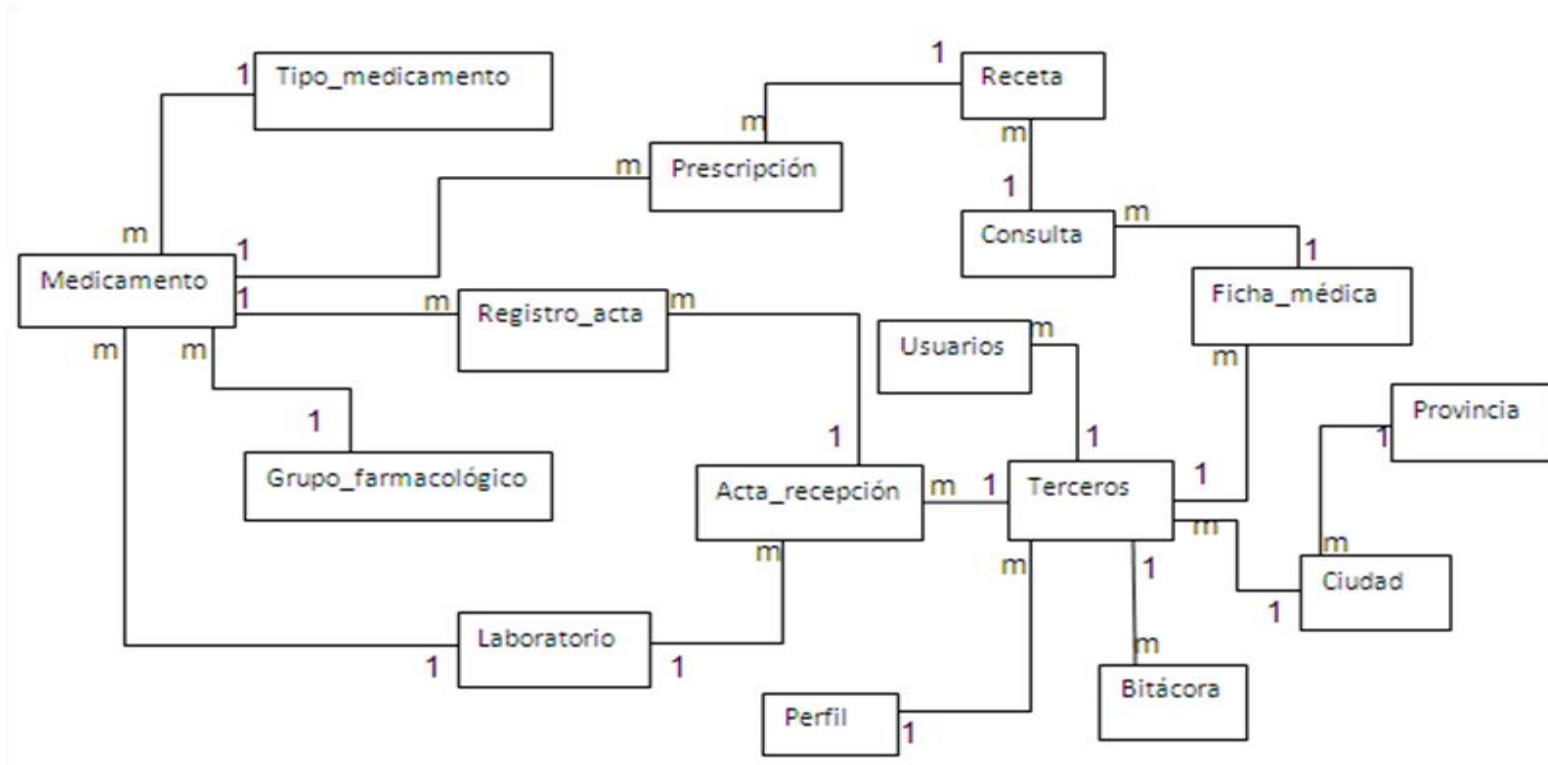 1
Receta
1
Tipo_medicamento
m
m
m
Prescripción
1
m
Consulta
m
1
1
Medicamento
Ficha_médica
1
m
Registro_acta
m
Usuarios
m
m
m
m
Provincia
1
1
1
1
Grupo_farmacológico
Acta_recepción
m
1
Terceros
1
m
m
m
1
m
Ciudad
1
Laboratorio
m
1
1
Bitácora
Perfil
1